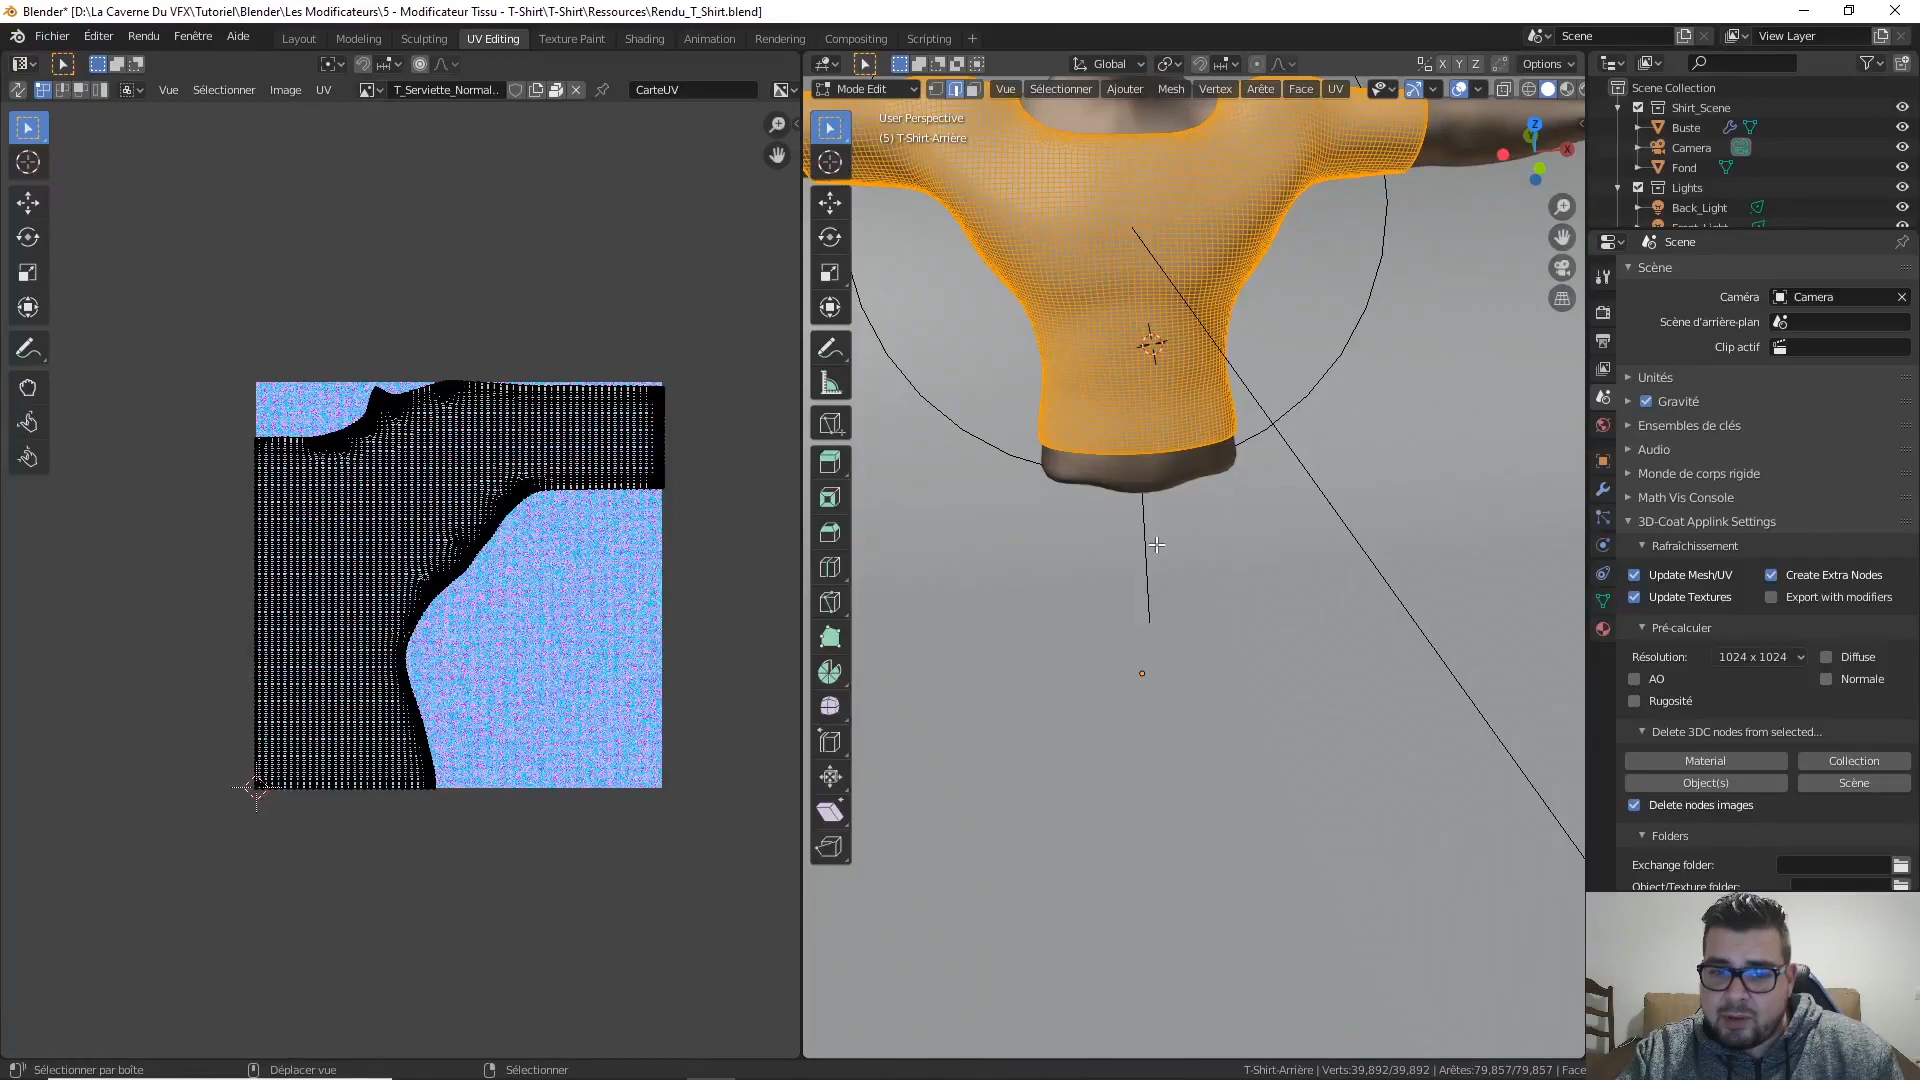 Blender* [D:\La Caverne Du VFX\Tutoriel\Blender\Les Modificateurs\5 - Modificateur Tissu - T-Shirt\T-Shirt\Ressources\Rendu_T_Shirt.blend]
Fichier Éditer Rendu Fenêtre Aide Layout Modeling Sculpting UV Editing Texture Paint Shading Animation Rendering Compositing Scripting + Scene View Layer
Global X Y Z Options
Vue Sélectionner Image UV T_Serviette_Normal.. CarteUV
Mode Edit Vue Sélectionner Ajouter Mesh Vertex Arête Face UV
User Perspective
(5) T-Shirt-Arrière
Z
X
Scene Collection
Shirt_Scene
Buste
Camera
Fond
Lights
Back_Light
Scene
Scène
Caméra Camera
Scène d'arrière-plan
Clip actif
Unités
Gravité
Ensembles de clés
Audio
Monde de corps rigide
Math Vis Console
3D-Coat Applink Settings
Rafraîchissement
Update Mesh/UV Create Extra Nodes
Update Textures Export with modifiers
Pré-calculer
Résolution: 1024 x 1024 Diffuse
AO Normale
Rugosité
Delete 3DC nodes from selected...
Material Collection
Object(s) Scène
Delete nodes images
Folders
Exchange folder:
Object/Texture folder:
Sélectionner par boîte Déplacer vue Sélectionner
T-Shirt-Arrière | Verts:39,892/39,892 | Arêtes:79,857/79,857 | Face